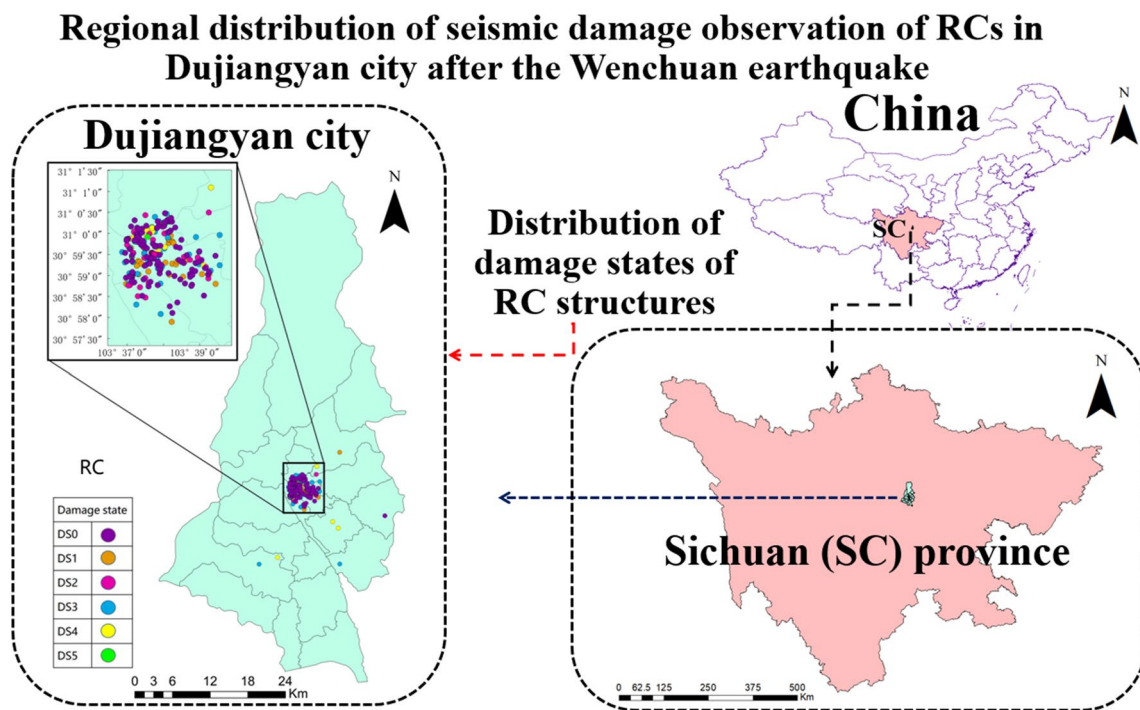 Regional distribution of seismic damage observation of RCs in
Dujiangyan city after the Wenchuan earthquake
Dujiangyan city
31° 1′30″
31° 1′0″
31° 0′30″
31° 0′0″
30° 59′30″
30° 59′0″
30° 58′30″
30° 58′0″
30° 57′30″
103° 37′0″ 103° 39′0″
N
RC
Damage state
DS0
DS1
DS2
DS3
DS4
DS5
0 3 6 12 18 24
Km
Distribution of
damage states of
RC structures
China
N
SC
N
Sichuan (SC) province
0 62.5 125 250 375 500
Km